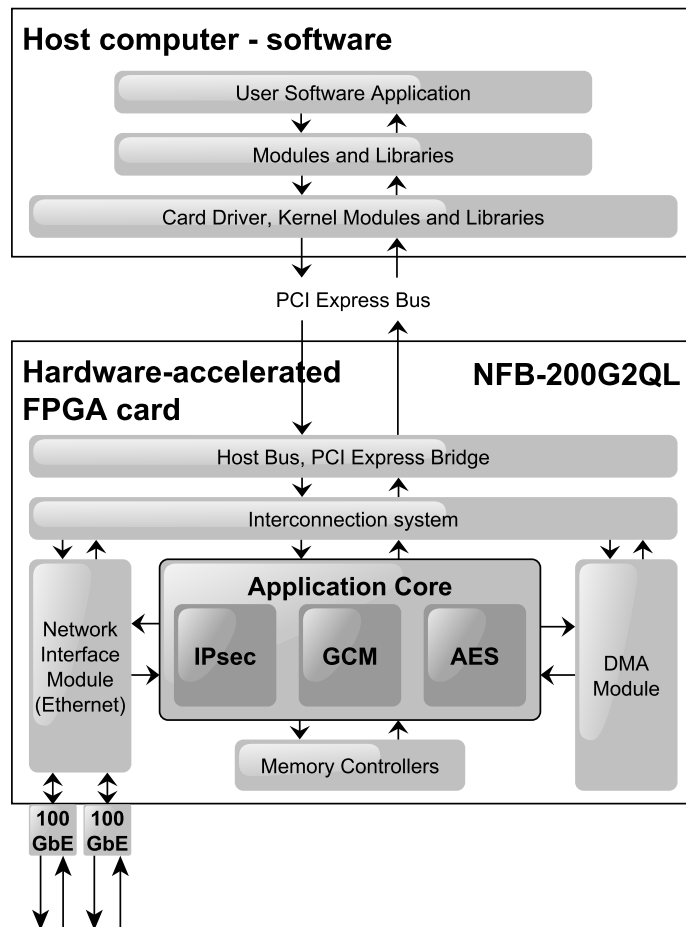 Host computer - software
User Software Application
Modules and Libraries
Card Driver, Kernel Modules and Libraries
PCI Express Bus
Hardware-accelerated
FPGA card
NFB-200G2QL
Host Bus, PCI Express Bridge
Interconnection system
Network
Interface
Module
(Ethernet)
Application Core
IPsec
GCM
AES
DMA
Module
Memory Controllers
100
GbE
100
GbE